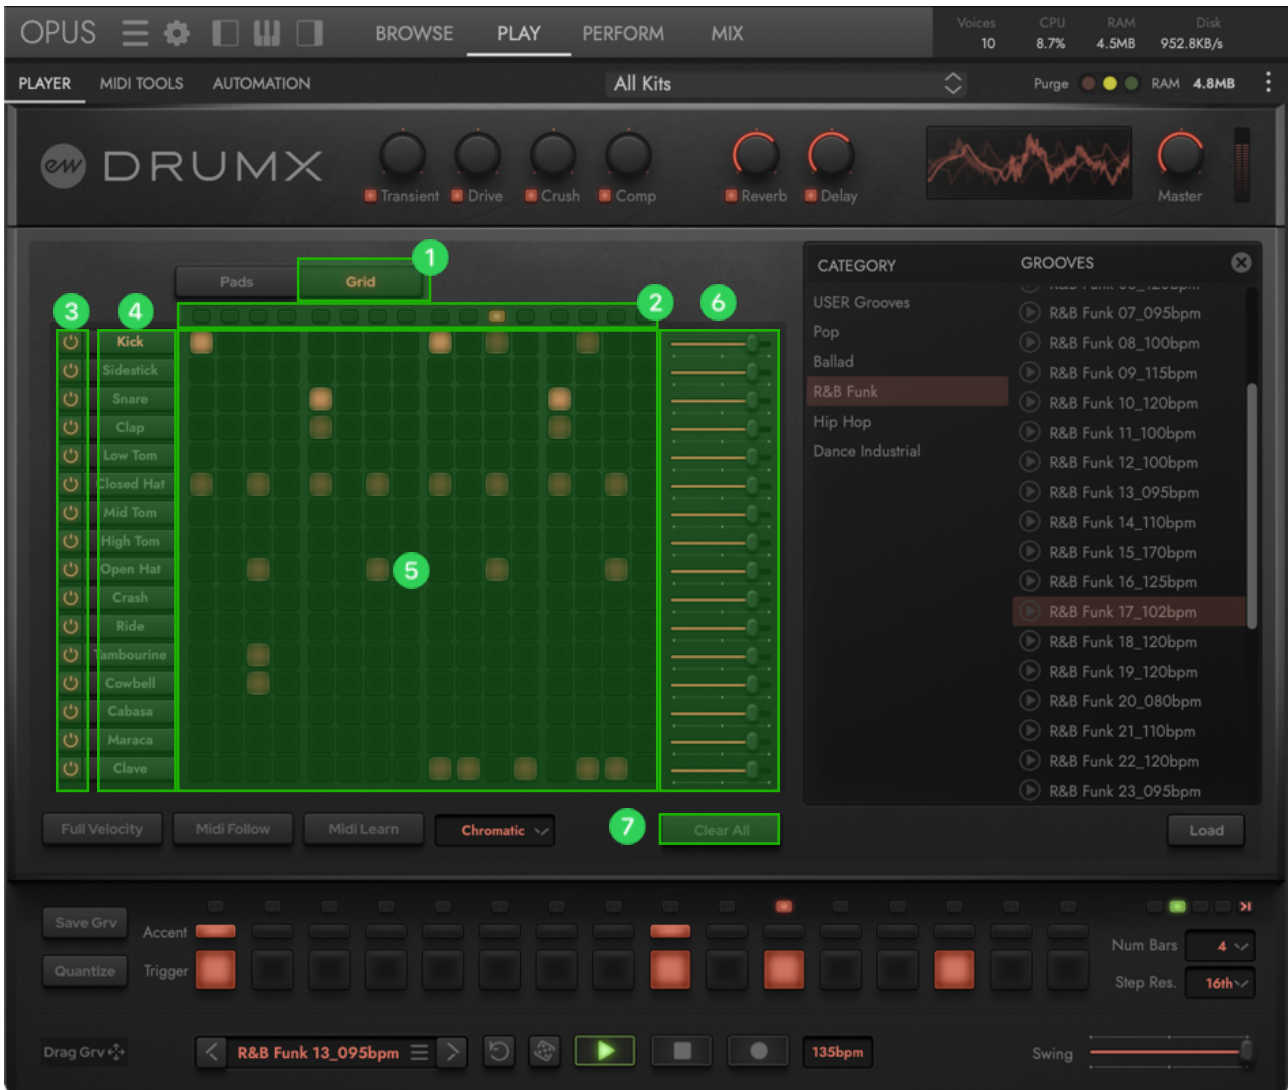 OPUS BROWSE PLAY PERFORM MIX Voices CPU RAM Disk
10 8.7% 4.5MB 952.8KB/s
PLAYER MIDI TOOLS AUTOMATION All Kits Purge RAM 4.8MB
ew DRUMX
Transient Drive Crush Comp Reverb Delay Master
1
Pads Grid
2
3 4 6
Kick
Sidestick
Snare
Clap
Low Tom
Closed Hat
Mid Tom
High Tom
Open Hat
5
Crash
Ride
Tambourine
Cowbell
Cabasa
Maraca
Clave
CATEGORY
USER Grooves
Pop
Ballad
R&B Funk
Hip Hop
Dance Industrial
GROOVES
R&B Funk 07_095bpm
R&B Funk 08_100bpm
R&B Funk 09_115bpm
R&B Funk 10_120bpm
R&B Funk 11_100bpm
R&B Funk 12_100bpm
R&B Funk 13_095bpm
R&B Funk 14_110bpm
R&B Funk 15_170bpm
R&B Funk 16_125bpm
R&B Funk 17_102bpm
R&B Funk 18_120bpm
R&B Funk 19_120bpm
R&B Funk 20_080bpm
R&B Funk 21_110bpm
R&B Funk 22_120bpm
R&B Funk 23_095bpm
Full Velocity Midi Follow Midi Learn Chromatic 7 Clear All Load
Save Grv
Accent
Num Bars 4
Quantize Trigger
Step Res. 16th
Drag Grv R&B Funk 13_095bpm 135bpm Swing